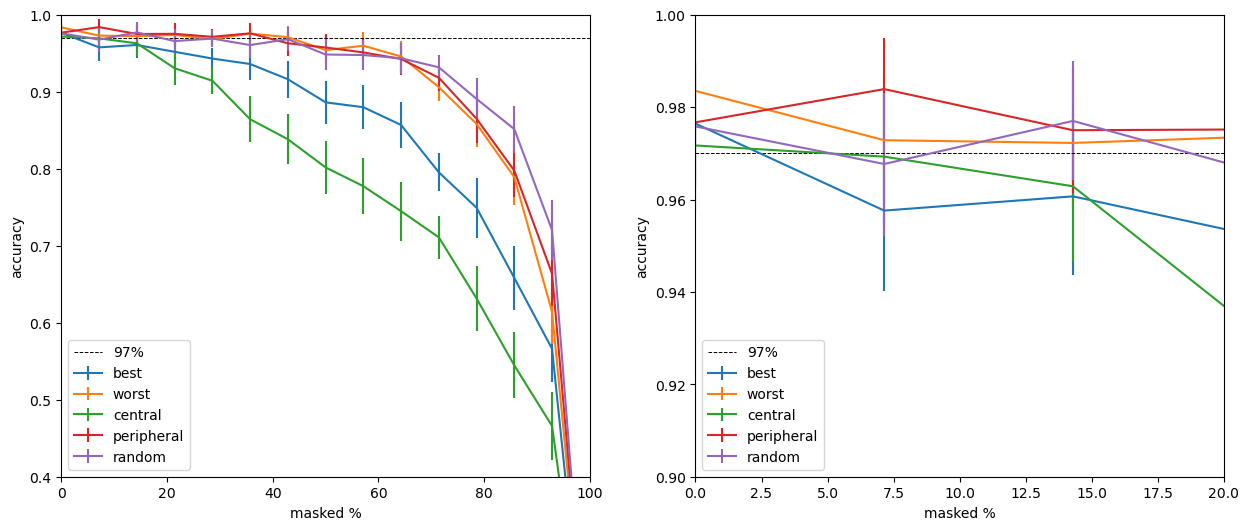 1.0
0.9
0.8
0.7
0.6
0.5
0.4
accuracy
0
20
40
60
80
100
masked %
97%
best
worst
central
peripheral
random
1.00
0.98
0.96
0.94
0.92
0.90
accuracy
0.0
2.5
5.0
7.5
10.0
12.5
15.0
17.5
20.0
masked %
97%
best
worst
central
peripheral
random